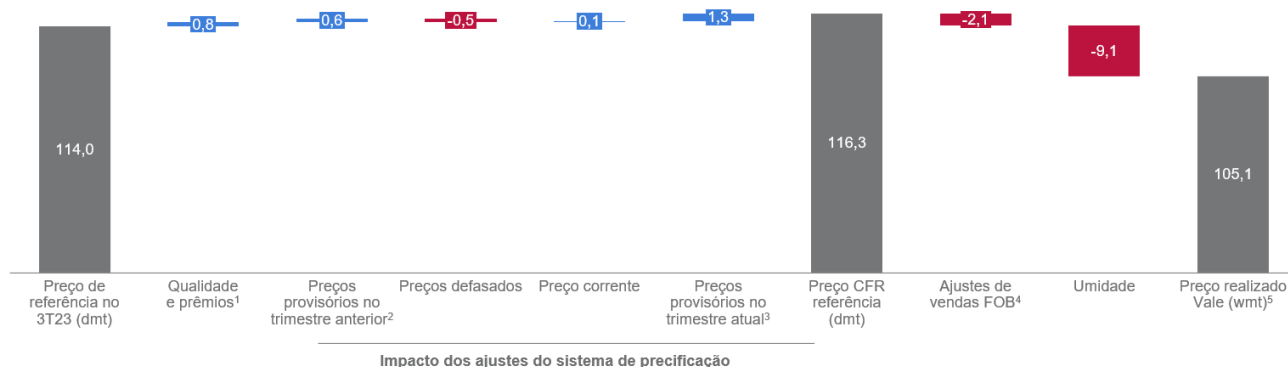 0,8
0,6
-0,5
0,1
1,3
-2,1
-9,1
114,0
116,3
105,1
Preço de
referência no
3T23 (dmt)
Qualidade
e prêmios¹
Preços
provisórios no
trimestre anterior²
Preços defasados
Preço corrente
Preços
provisórios no
trimestre atual³
Preço CFR
referência
(dmt)
Ajustes de
vendas FOB⁴
Umidade
Preço realizado
Vale (wmt)⁵
Impacto dos ajustes do sistema de precificação